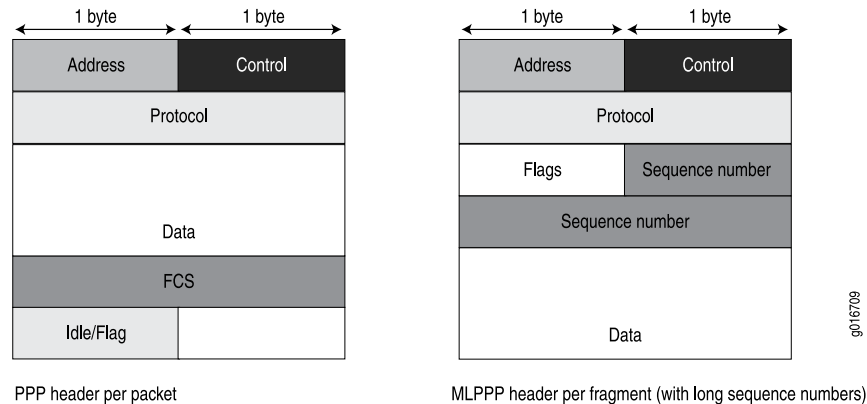 1 byte 1 byte
Address Control
Protocol
Data
FCS
Idle/Flag
PPP header per packet
1 byte 1 byte
Address Control
Protocol
Flags Sequence number
Sequence number
Data
MLPPP header per fragment (with long sequence numbers)
g016709